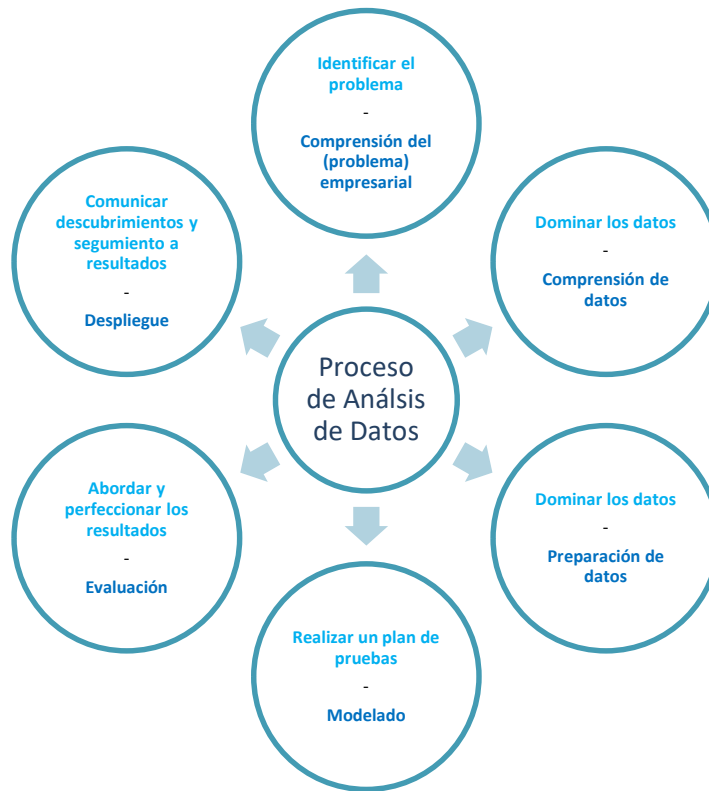 Identificar el
problema
-
Comprensión del
(problema)
empresarial
Dominar los datos
-
Comprensión de
datos
Dominar los datos
-
Preparación de
datos
Realizar un plan de
pruebas
-
Modelado
Abordar y
perfeccionar los
resultados
-
Evaluación
Comunicar
descubrimientos y
segumiento a
resultados
-
Despliegue
Proceso
de Análsis
de Datos